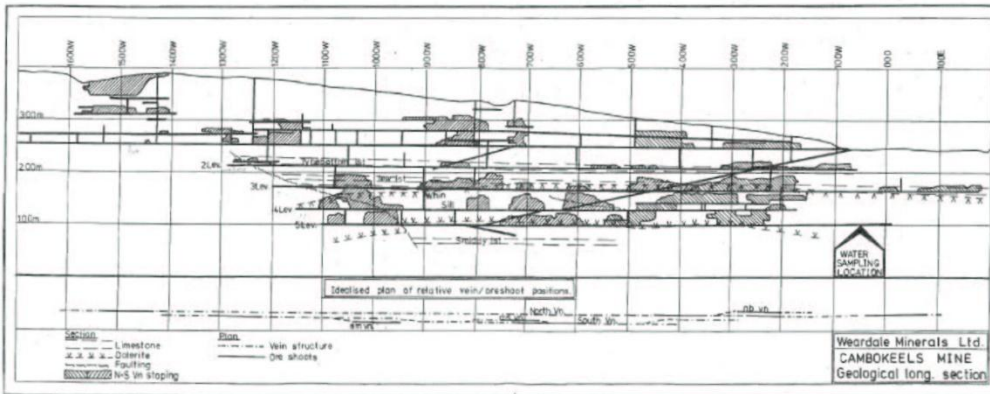 1600W 1500W 1400W 1300W 1200W 1100W 1000W 900W 800W 700W 600W 500W 400W 300W 200W 100W 000 100E
300m
200m
100m
2Lev.
3Lev
4Lev
5Lev.
Whin
Sill
WATER
SAMPLING
LOCATION
Idealised plan of relative vein/oreshoot positions.
North Vn.
South Vn.
Section
Limestone
Dolerite
Faulting
N-S Vn stoping
Plan
Vein structure
Ore shoots
Weardale Minerals Ltd.
CAMBOKEELS MINE
Geological long. section